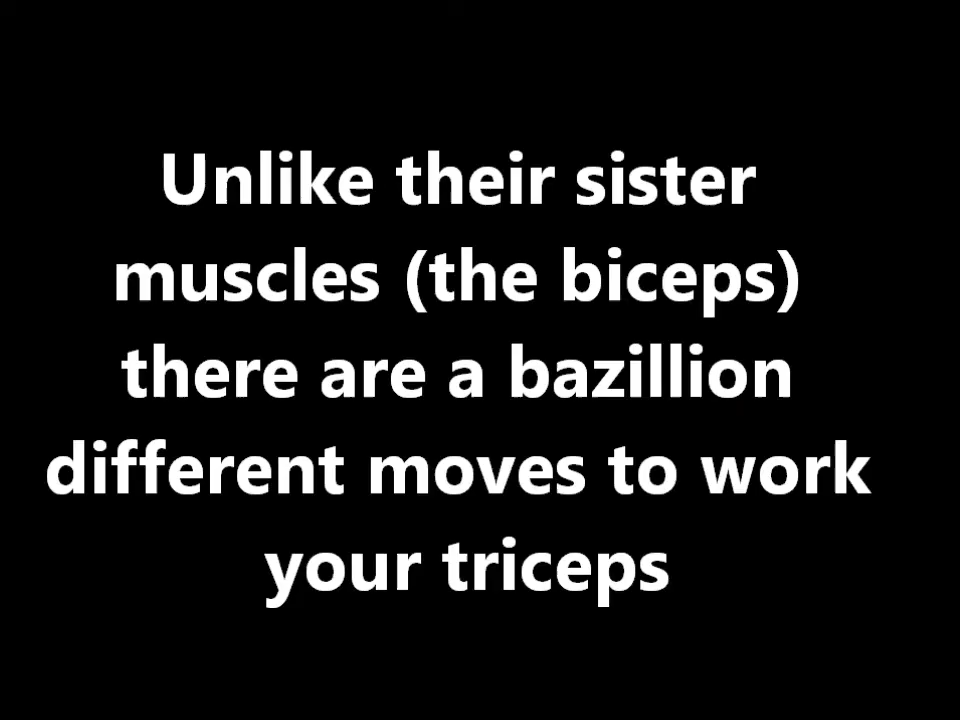 Unlike their sister
muscles (the biceps)
there are a bazillion
different moves to work
your triceps